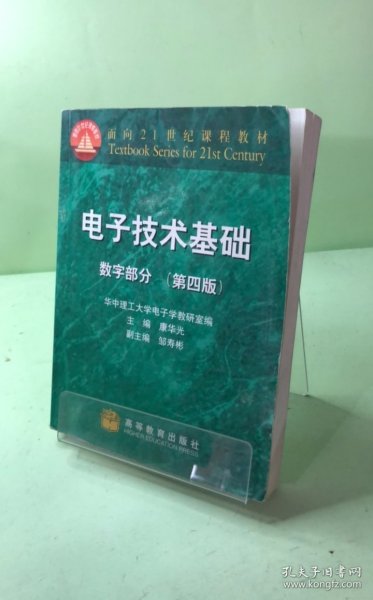 面向21世纪课程教材
Textbook Series for 21st Century
电子技术基础
数字部分 (第四版)
华中理工大学电子学教研室编
主编 康华光
副主编 邹寿彬
高等教育出版社
HIGHER EDUCATION PRESS
孔夫子旧书网
www.kongfz.com